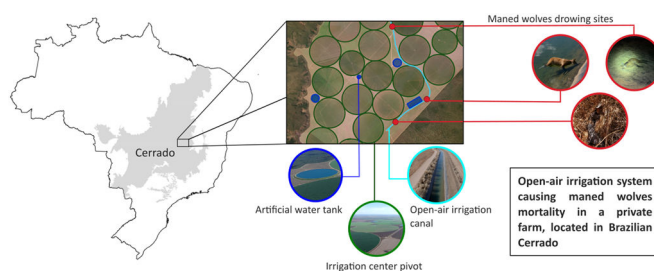 Maned wolves drowing sites
Cerrado
Artificial water tank
Open-air irrigation
canal
Irrigation center pivot
Open-air irrigation system
causing maned wolves
mortality in a private
farm, located in Brazilian
Cerrado